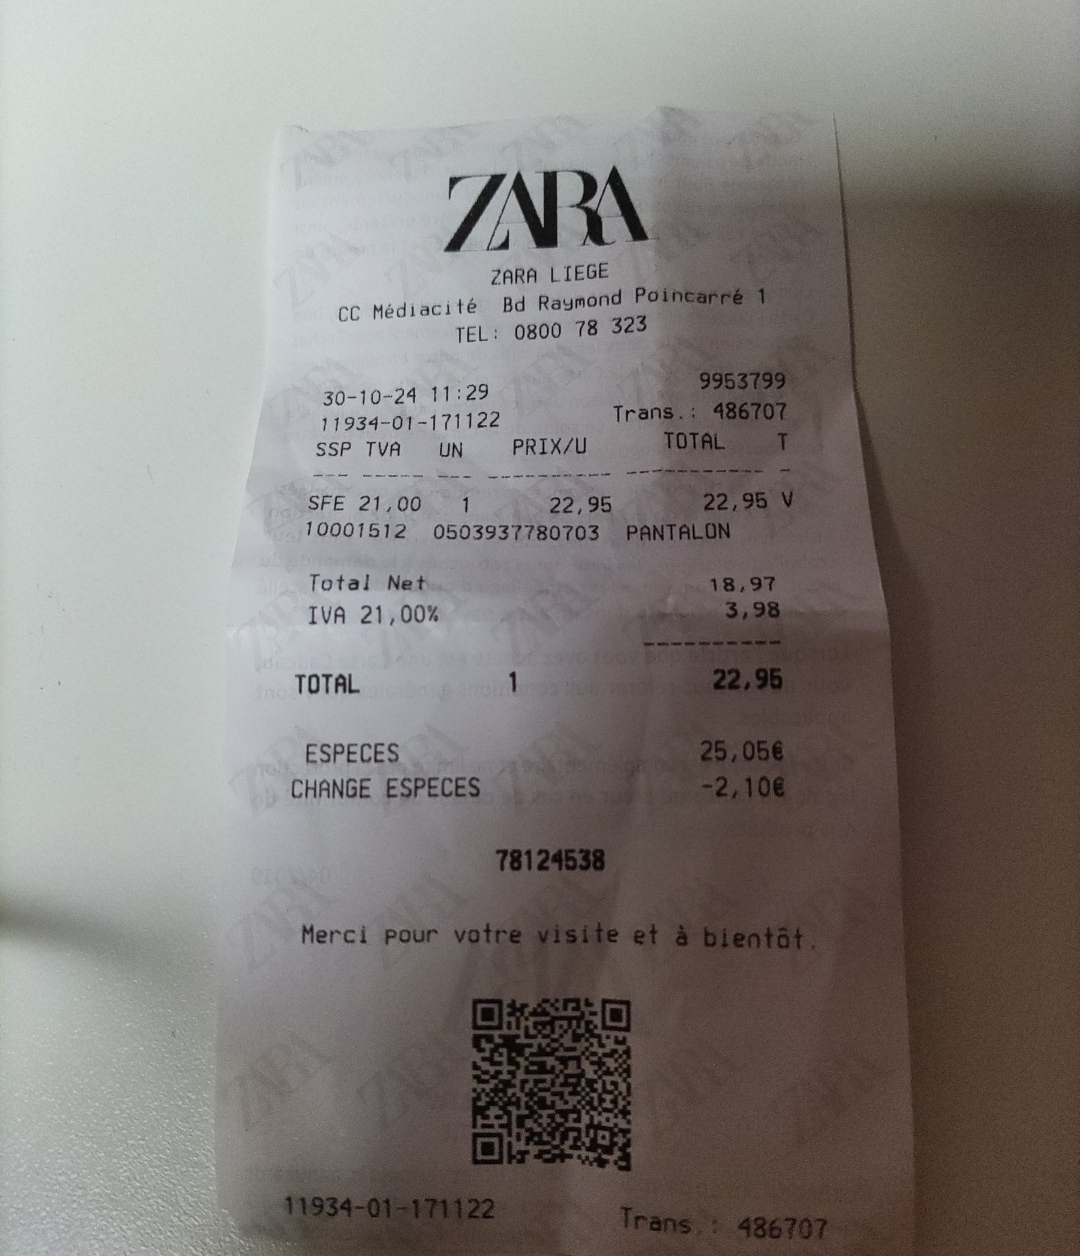 ZARA
ZARA LIEGE
CC Médiacité Bd Raymond Poincarré 1
TEL: 0800 78 323
30-10-24 11:29 9953799
11934-01-171122 Trans.: 486707
SSP TVA UN PRIX/U TOTAL T
--- ----- --- ----------- ----------- -
SFE 21,00 1 22,95 22,95 V
10001512 0503937780703 PANTALON
Total Net 18,97
IVA 21,00% 3,98
----------
TOTAL 1 22,95
ESPECES 25,05€
CHANGE ESPECES -2,10€
78124538
Merci pour votre visite et à bientôt.
11934-01-171122 Trans.: 486707